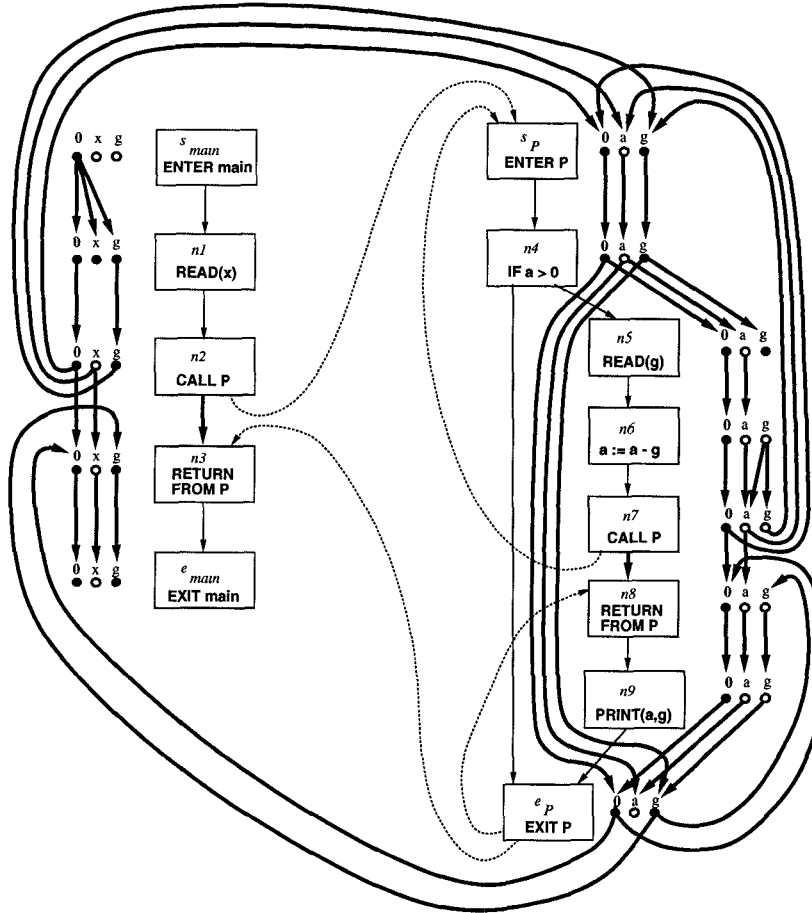 0 a g
0 x g
s main
ENTER main
s P
ENTER P
0 x g
n1
READ(x)
n4
IF a > 0
0 a g
n5
READ(g)
0 a g
0 x g
n2
CALL P
n6
a := a - g
0 a g
0 x g
n3
RETURN
FROM P
n7
CALL P
0 a g
0 x g
e main
EXIT main
n8
RETURN
FROM P
0 a g
n9
PRINT(a,g)
0 a g
e P
EXIT P
0 a g